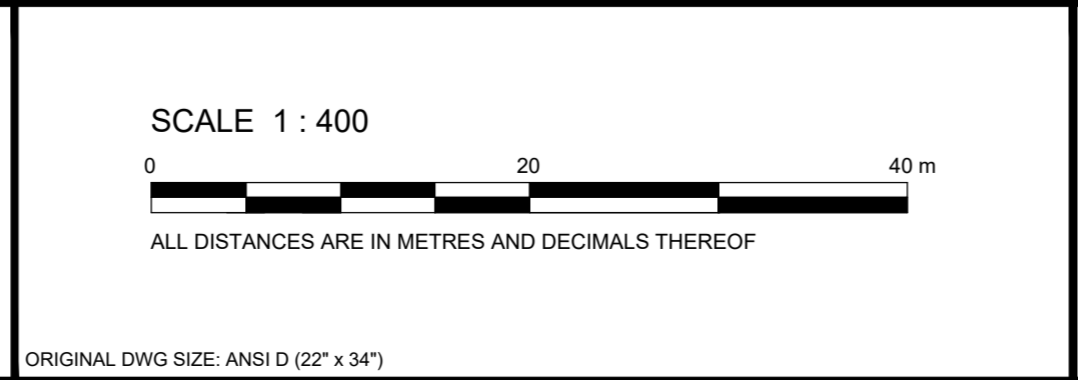 SCALE 1 : 400
0 20 40 m
ALL DISTANCES ARE IN METRES AND DECIMALS THEREOF
ORIGINAL DWG SIZE: ANSI D (22" x 34")